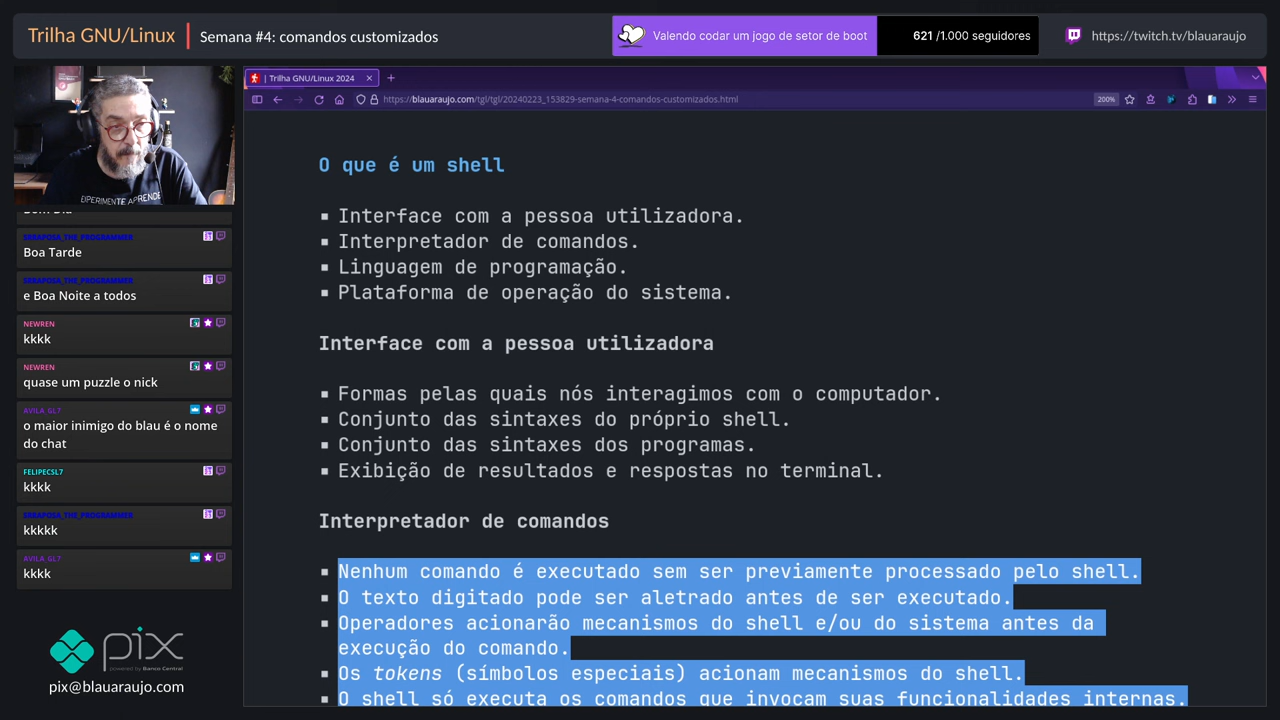 Trilha GNU/Linux
Semana #4: comandos customizados
Valendo codar um jogo de setor de boot
621 /1.000 seguidores
https://twitch.tv/blauaraujo
| Trilha GNU/Linux 2024
https://blauaraujo.com/tgl/tgl/20240223_153829-semana-4-comandos-customizados.html
200%
EXPERIMENTE APRENDE
Boa Tarde
e Boa Noite a todos
NEWREN
kkkk
NEWREN
quase um puzzle o nick
AVILA_GL7
o maior inimigo do blau é o nome
do chat
FELIPECSL7
kkkk
kkkkk
AVILA_GL7
kkkk
pix
powered by Banco Central
pix@blauaraujo.com
O que é um shell
▪ Interface com a pessoa utilizadora.
▪ Interpretador de comandos.
▪ Linguagem de programação.
▪ Plataforma de operação do sistema.
Interface com a pessoa utilizadora
▪ Formas pelas quais nós interagimos com o computador.
▪ Conjunto das sintaxes do próprio shell.
▪ Conjunto das sintaxes dos programas.
▪ Exibição de resultados e respostas no terminal.
Interpretador de comandos
▪ Nenhum comando é executado sem ser previamente processado pelo shell.
▪ O texto digitado pode ser aletrado antes de ser executado.
▪ Operadores acionarão mecanismos do shell e/ou do sistema antes da
execução do comando.
▪ Os tokens (símbolos especiais) acionam mecanismos do shell.
▪ O shell só executa os comandos que invocam suas funcionalidades internas.